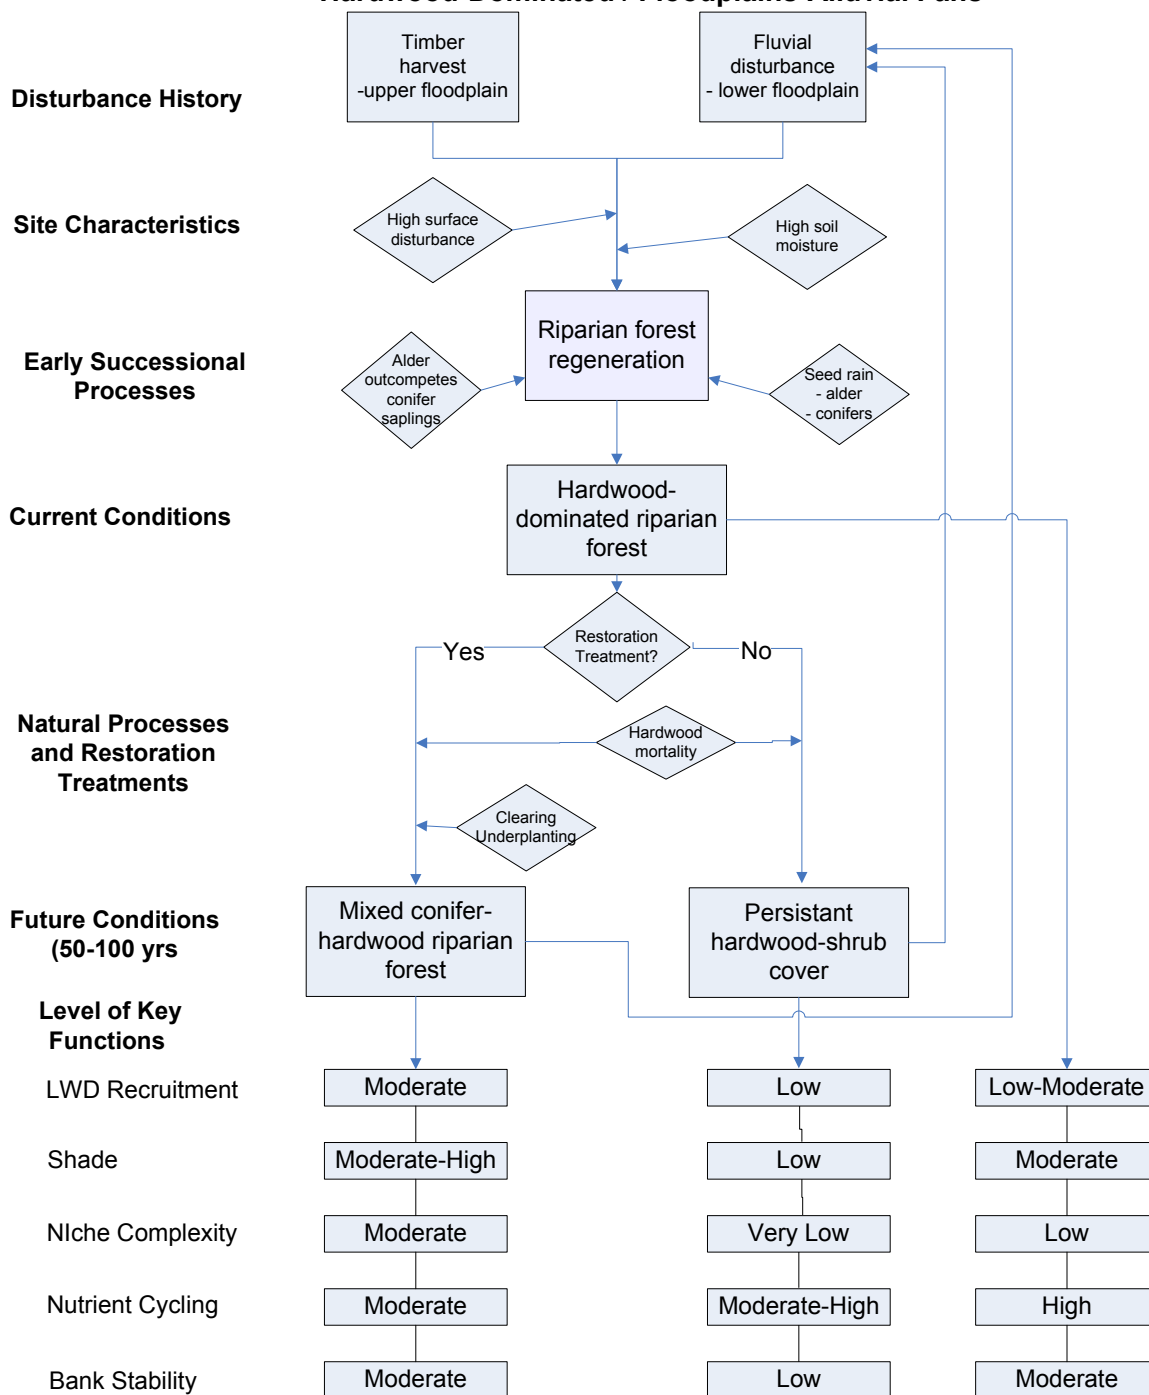 Hardwood-Dominated / Floodplains Alluvial Fans
Disturbance History
Timber
harvest
-upper floodplain
Fluvial
disturbance
- lower floodplain
Site Characteristics
High surface
disturbance
High soil
moisture
Early Successional
Processes
Riparian forest
regeneration
Alder
outcompetes
conifer
saplings
Seed rain
- alder
- conifers
Current Conditions
Hardwood-
dominated riparian
forest
Restoration
Treatment?
Yes
No
Natural Processes
and Restoration
Treatments
Hardwood
mortality
Clearing
Underplanting
Future Conditions
(50-100 yrs
Mixed conifer-
hardwood riparian
forest
Persistant
hardwood-shrub
cover
Level of Key
Functions
LWD Recruitment
Moderate
Low
Low-Moderate
Shade
Moderate-High
Low
Moderate
NIche Complexity
Moderate
Very Low
Low
Nutrient Cycling
Moderate
Moderate-High
High
Bank Stability
Moderate
Low
Moderate